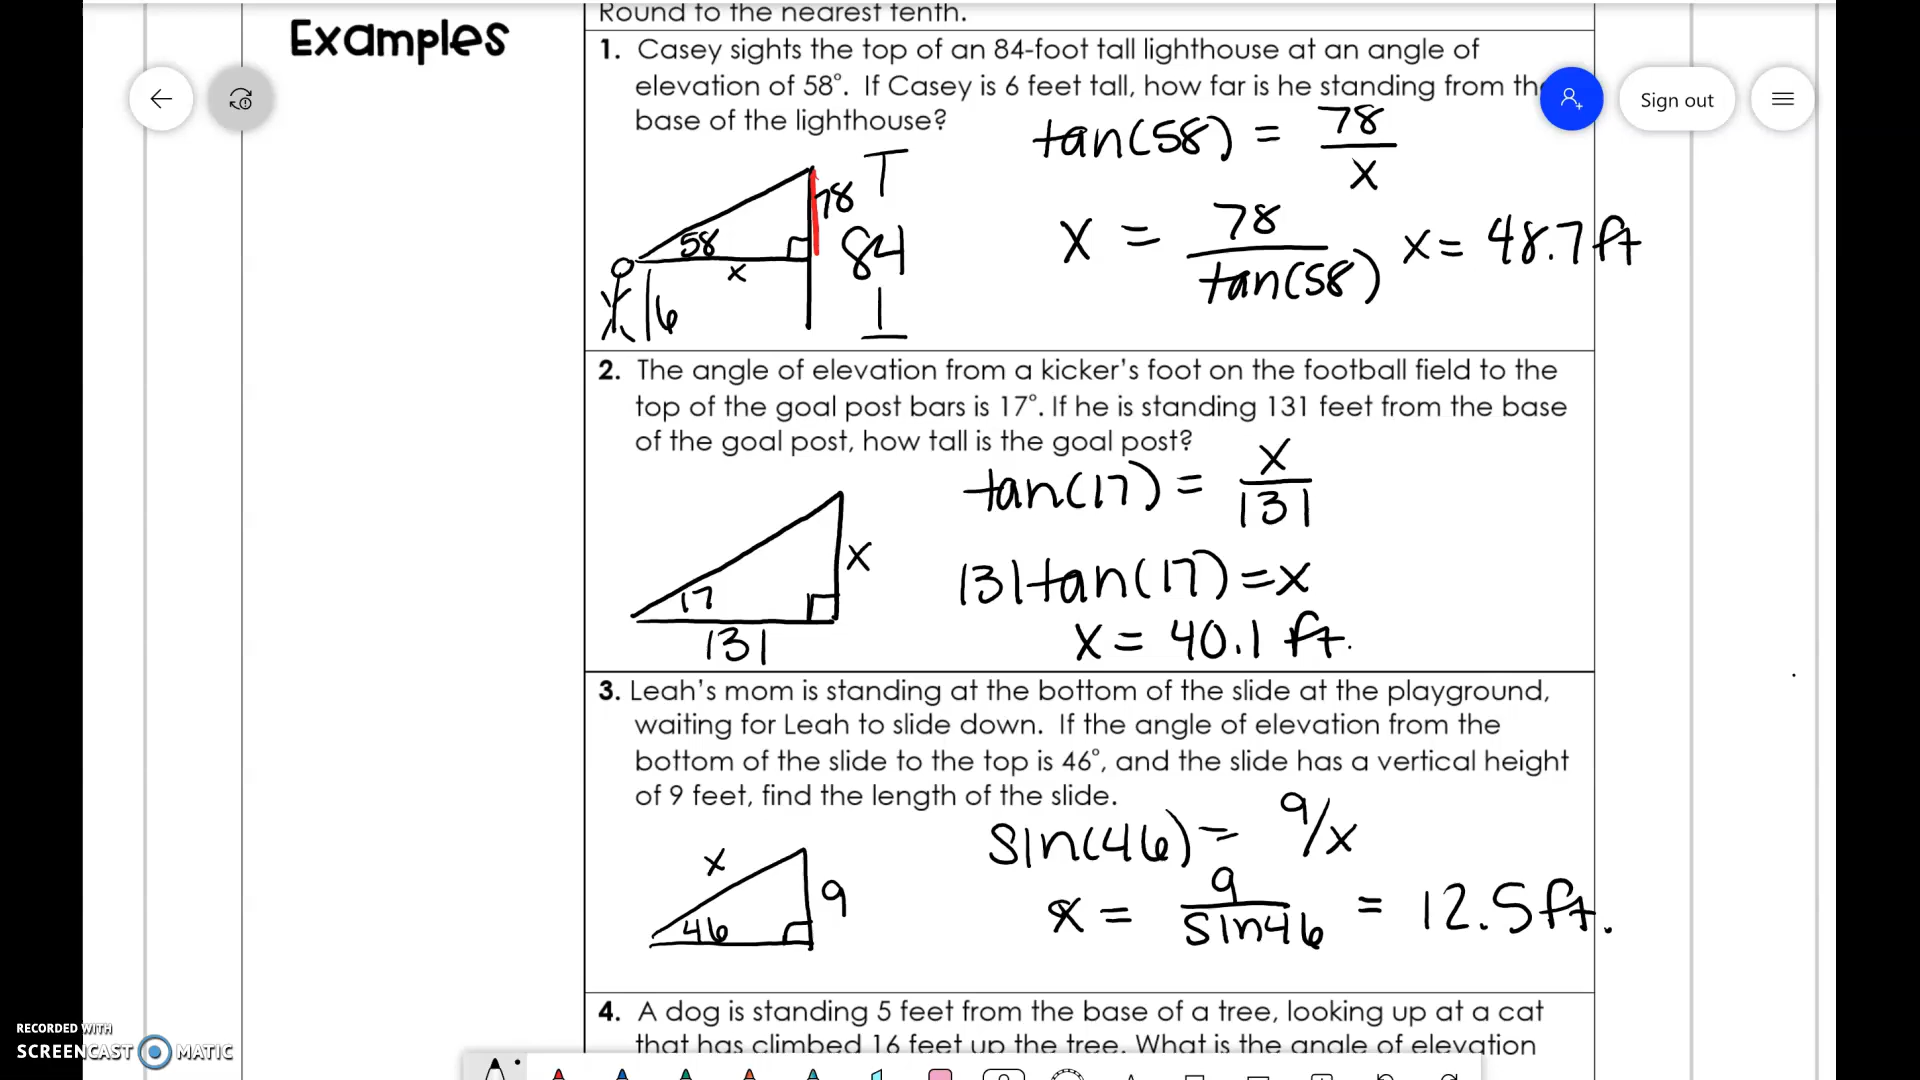 Examples
Round to the nearest tenth.
1. Casey sights the top of an 84-foot tall lighthouse at an angle of
elevation of 58°. If Casey is 6 feet tall, how far is he standing from the
base of the lighthouse?
tan(58) = 78/x
x = 78/tan(58) x = 48.7ft
78
84
58
x
6
2. The angle of elevation from a kicker's foot on the football field to the
top of the goal post bars is 17°. If he is standing 131 feet from the base
of the goal post, how tall is the goal post?
tan(17) = x/131
131tan(17) = x
x = 40.1 ft.
x
17
131
3. Leah's mom is standing at the bottom of the slide at the playground,
waiting for Leah to slide down. If the angle of elevation from the
bottom of the slide to the top is 46°, and the slide has a vertical height
of 9 feet, find the length of the slide.
sin(46) = 9/x
x = 9/sin46 = 12.5ft.
x
9
46
4. A dog is standing 5 feet from the base of a tree, looking up at a cat
that has climbed 16 feet up the tree. What is the angle of elevation
Sign out
RECORDED WITH
SCREENCAST MATIC